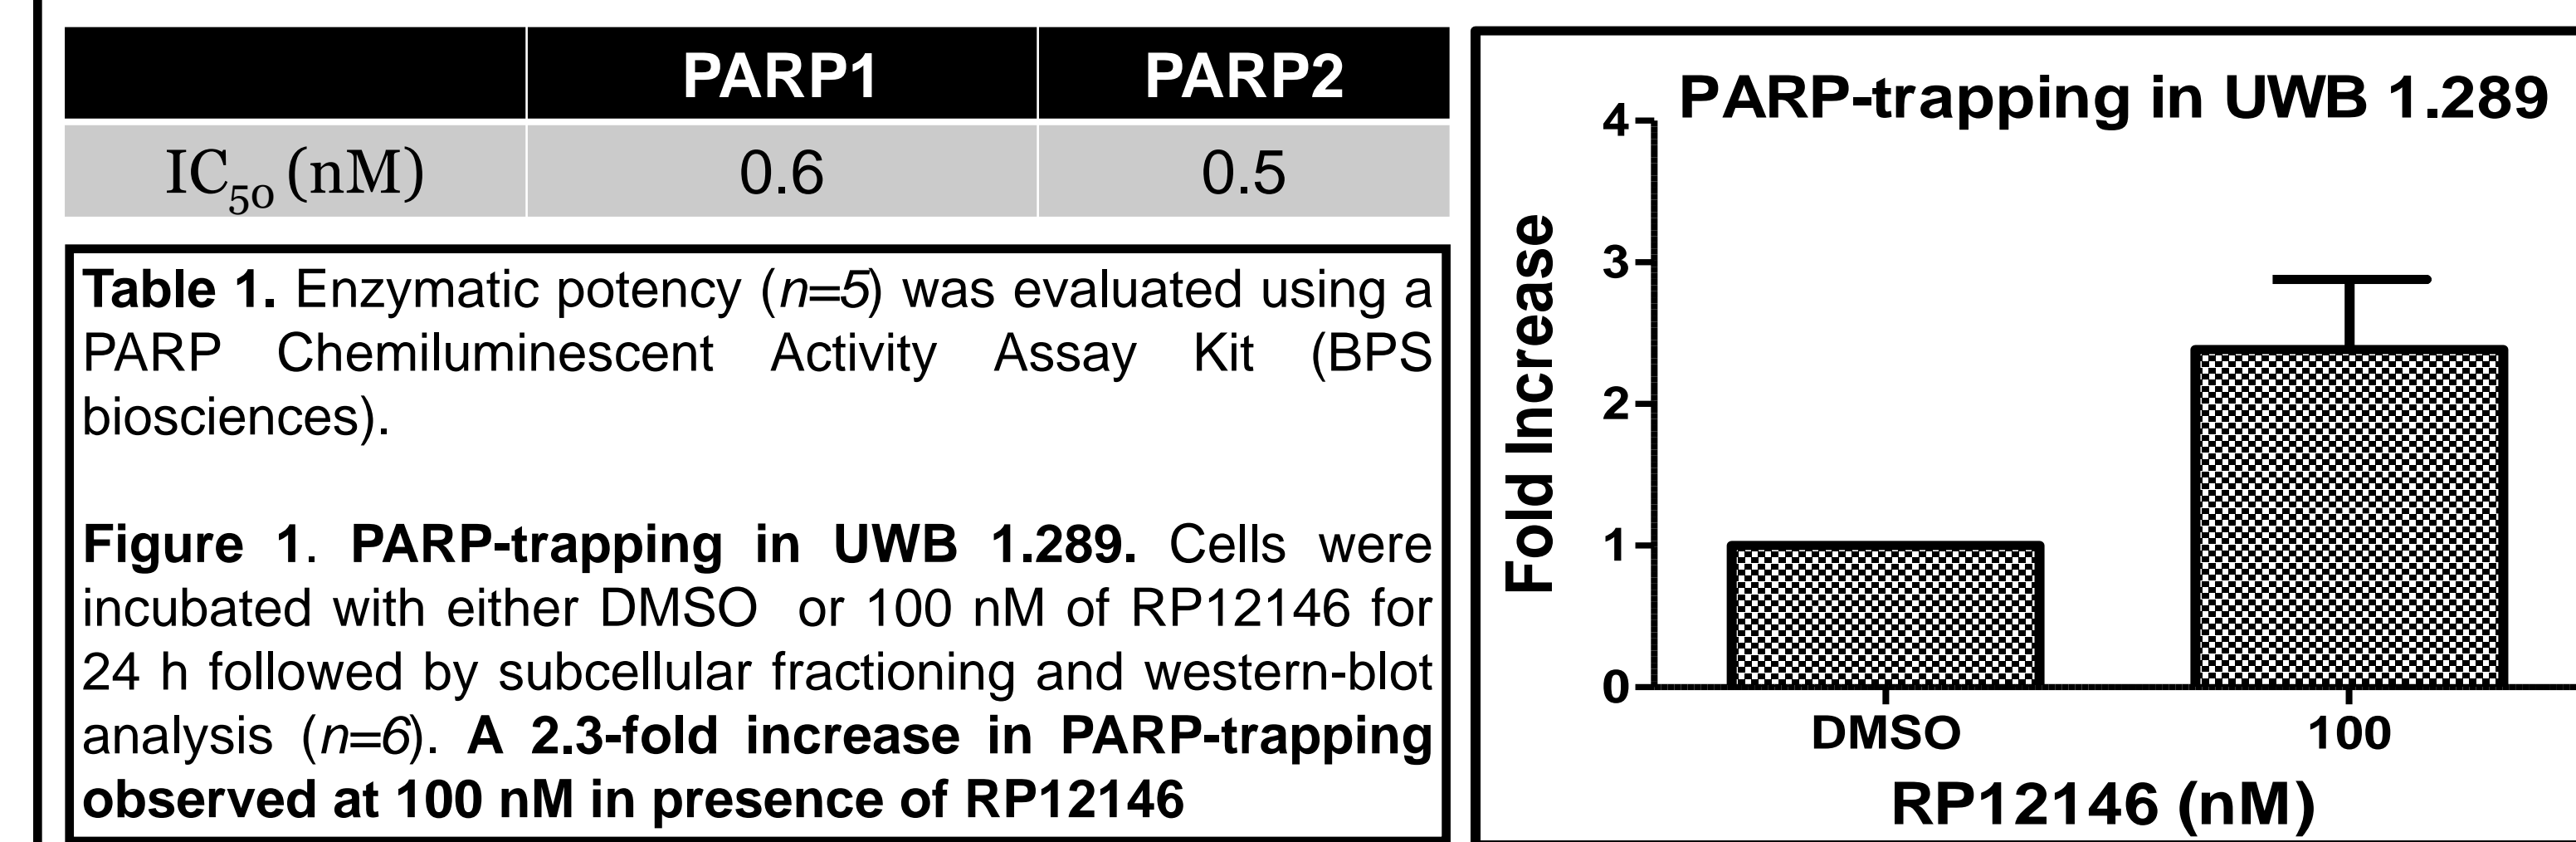 PARP1 PARP2
IC50 (nM) 0.6 0.5
Table 1. Enzymatic potency (n=5) was evaluated using a
PARP Chemiluminescent Activity Assay Kit (BPS
biosciences).
Figure 1. PARP-trapping in UWB 1.289. Cells were
incubated with either DMSO or 100 nM of RP12146 for
24 h followed by subcellular fractioning and western-blot
analysis (n=6). A 2.3-fold increase in PARP-trapping
observed at 100 nM in presence of RP12146
PARP-trapping in UWB 1.289
Fold Increase
4
3
2
1
0
DMSO 100
RP12146 (nM)